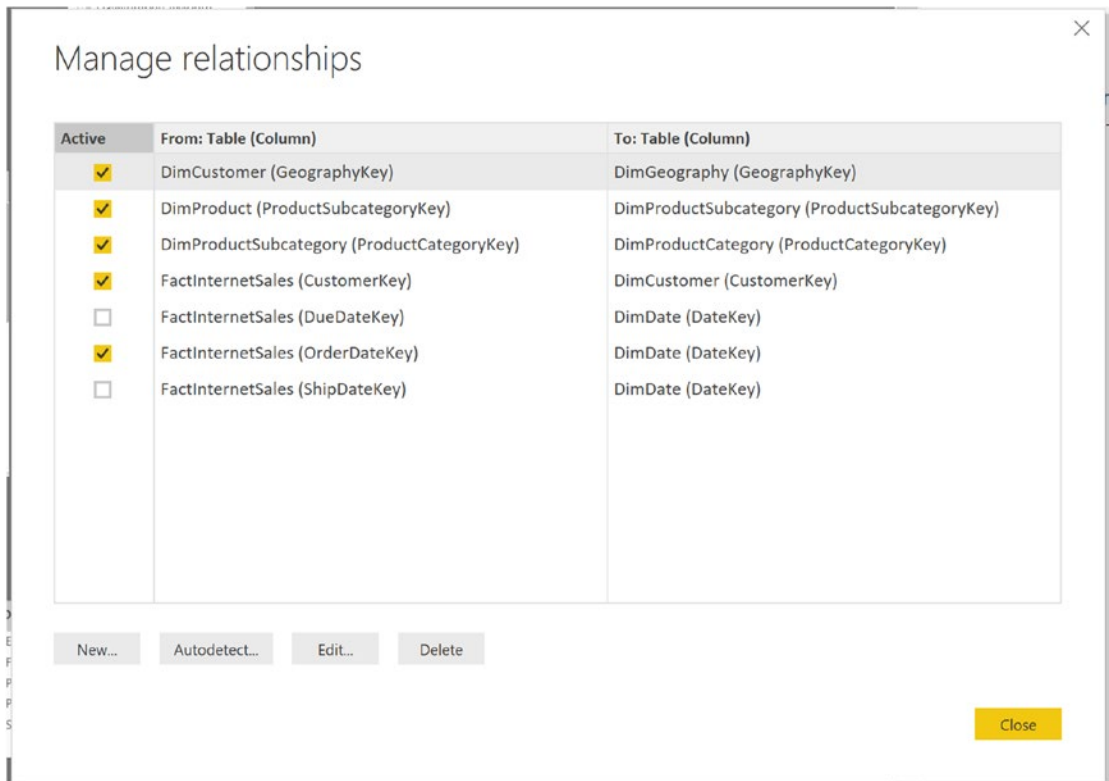 Manage relationships
Active From: Table (Column) To: Table (Column)
DimCustomer (GeographyKey) DimGeography (GeographyKey)
DimProduct (ProductSubcategoryKey) DimProductSubcategory (ProductSubcategoryKey)
DimProductSubcategory (ProductCategoryKey) DimProductCategory (ProductCategoryKey)
FactInternetSales (CustomerKey) DimCustomer (CustomerKey)
FactInternetSales (DueDateKey) DimDate (DateKey)
FactInternetSales (OrderDateKey) DimDate (DateKey)
FactInternetSales (ShipDateKey) DimDate (DateKey)
New... Autodetect... Edit... Delete
Close